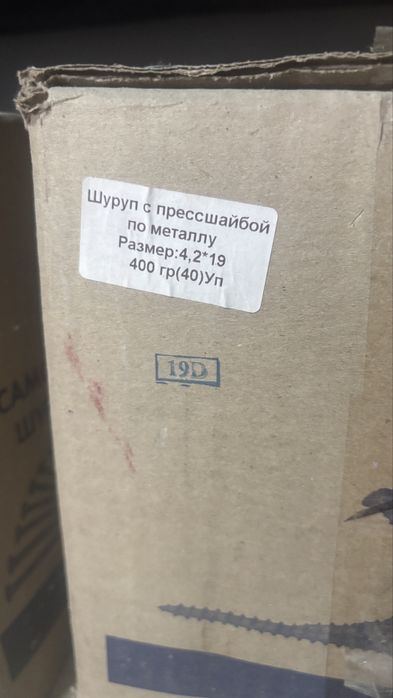 Шуруп с прессшайбой
по металлу
Размер:4,2*19
400 гр(40)Уп
19D